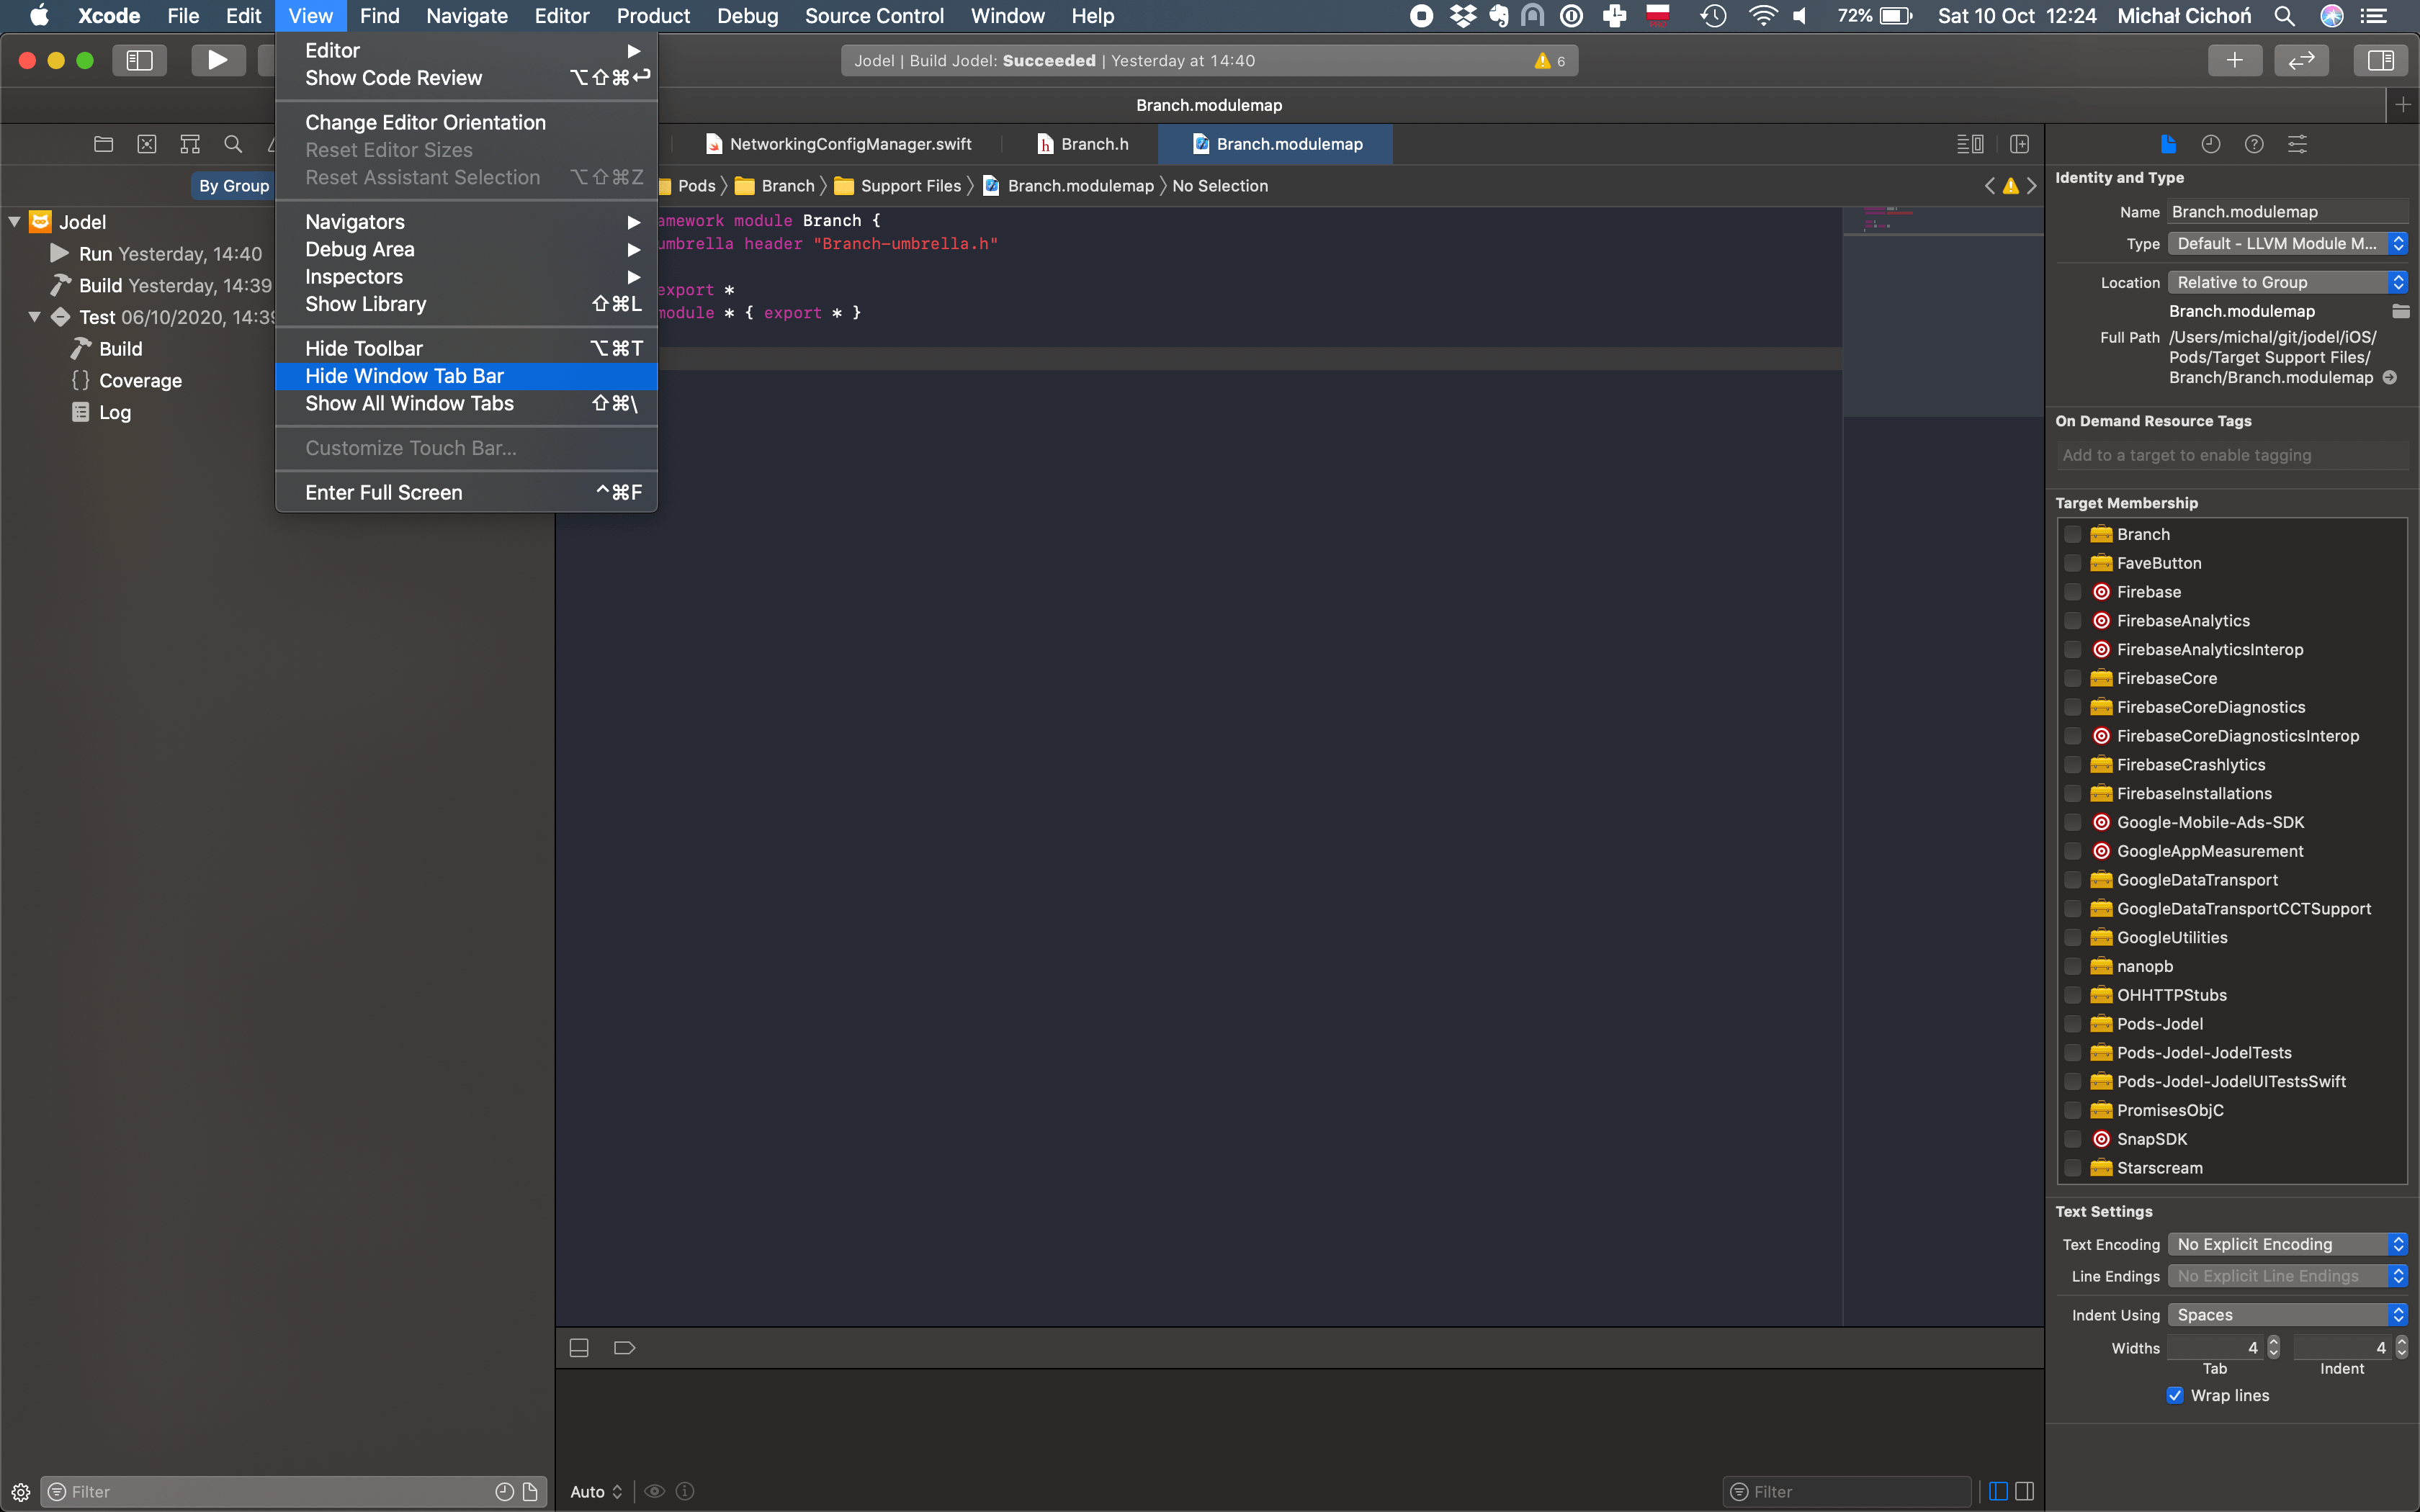 Xcode File Edit View Find Navigate Editor Product Debug Source Control Window Help 72% Sat 10 Oct 12:24 Michał Cichoń
Jodel | Build Jodel: Succeeded | Yesterday at 14:40 6
Branch.modulemap
NetworkingConfigManager.swift Branch.h Branch.modulemap
By Group
Pods Branch Support Files Branch.modulemap No Selection
Jodel
Run Yesterday, 14:40
Build Yesterday, 14:39
Test 06/10/2020, 14:39
Build
Coverage
Log
Editor
Show Code Review ⌥⇧⌘↩
Change Editor Orientation
Reset Editor Sizes
Reset Assistant Selection ⌥⇧⌘Z
Navigators
Debug Area
Inspectors
Show Library ⇧⌘L
Hide Toolbar ⌥⌘T
Hide Window Tab Bar
Show All Window Tabs ⇧⌘\
Customize Touch Bar...
Enter Full Screen ^⌘F
amework module Branch {
umbrella header "Branch-umbrella.h"
export *
module * { export * }
Identity and Type
Name Branch.modulemap
Type Default - LLVM Module M...
Location Relative to Group
Branch.modulemap
Full Path /Users/michal/git/jodel/iOS/
Pods/Target Support Files/
Branch/Branch.modulemap
On Demand Resource Tags
Add to a target to enable tagging
Target Membership
Branch
FaveButton
Firebase
FirebaseAnalytics
FirebaseAnalyticsInterop
FirebaseCore
FirebaseCoreDiagnostics
FirebaseCoreDiagnosticsInterop
FirebaseCrashlytics
FirebaseInstallations
Google-Mobile-Ads-SDK
GoogleAppMeasurement
GoogleDataTransport
GoogleDataTransportCCTSupport
GoogleUtilities
nanopb
OHHTTPStubs
Pods-Jodel
Pods-Jodel-JodelTests
Pods-Jodel-JodelUITestsSwift
PromisesObjC
SnapSDK
Starscream
Text Settings
Text Encoding No Explicit Encoding
Line Endings No Explicit Line Endings
Indent Using Spaces
Widths 4 4
Tab Indent
Wrap lines
Filter
Auto
Filter